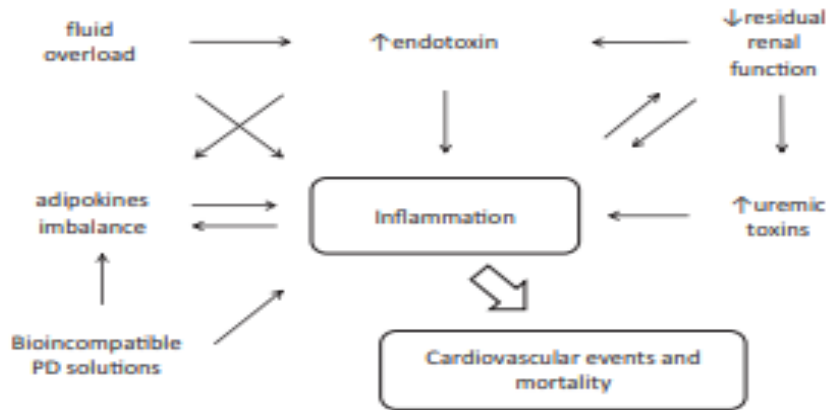 fluid
overload
↑endotoxin
↓residual
renal
function
adipokines
imbalance
Inflammation
↑uremic
toxins
Bioincompatible
PD solutions
Cardiovascular events and
mortality